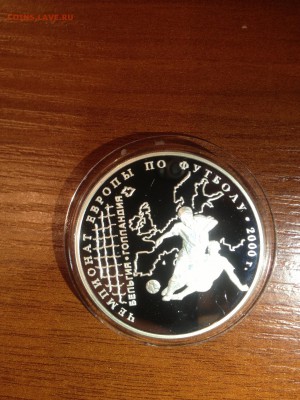 COINS.LAVE.RU
ЧЕМПИОНАТ ЕВРОПЫ ПО ФУТБОЛУ · 2000 г.
БЕЛЬГИЯ·ГОЛЛАНДИЯ